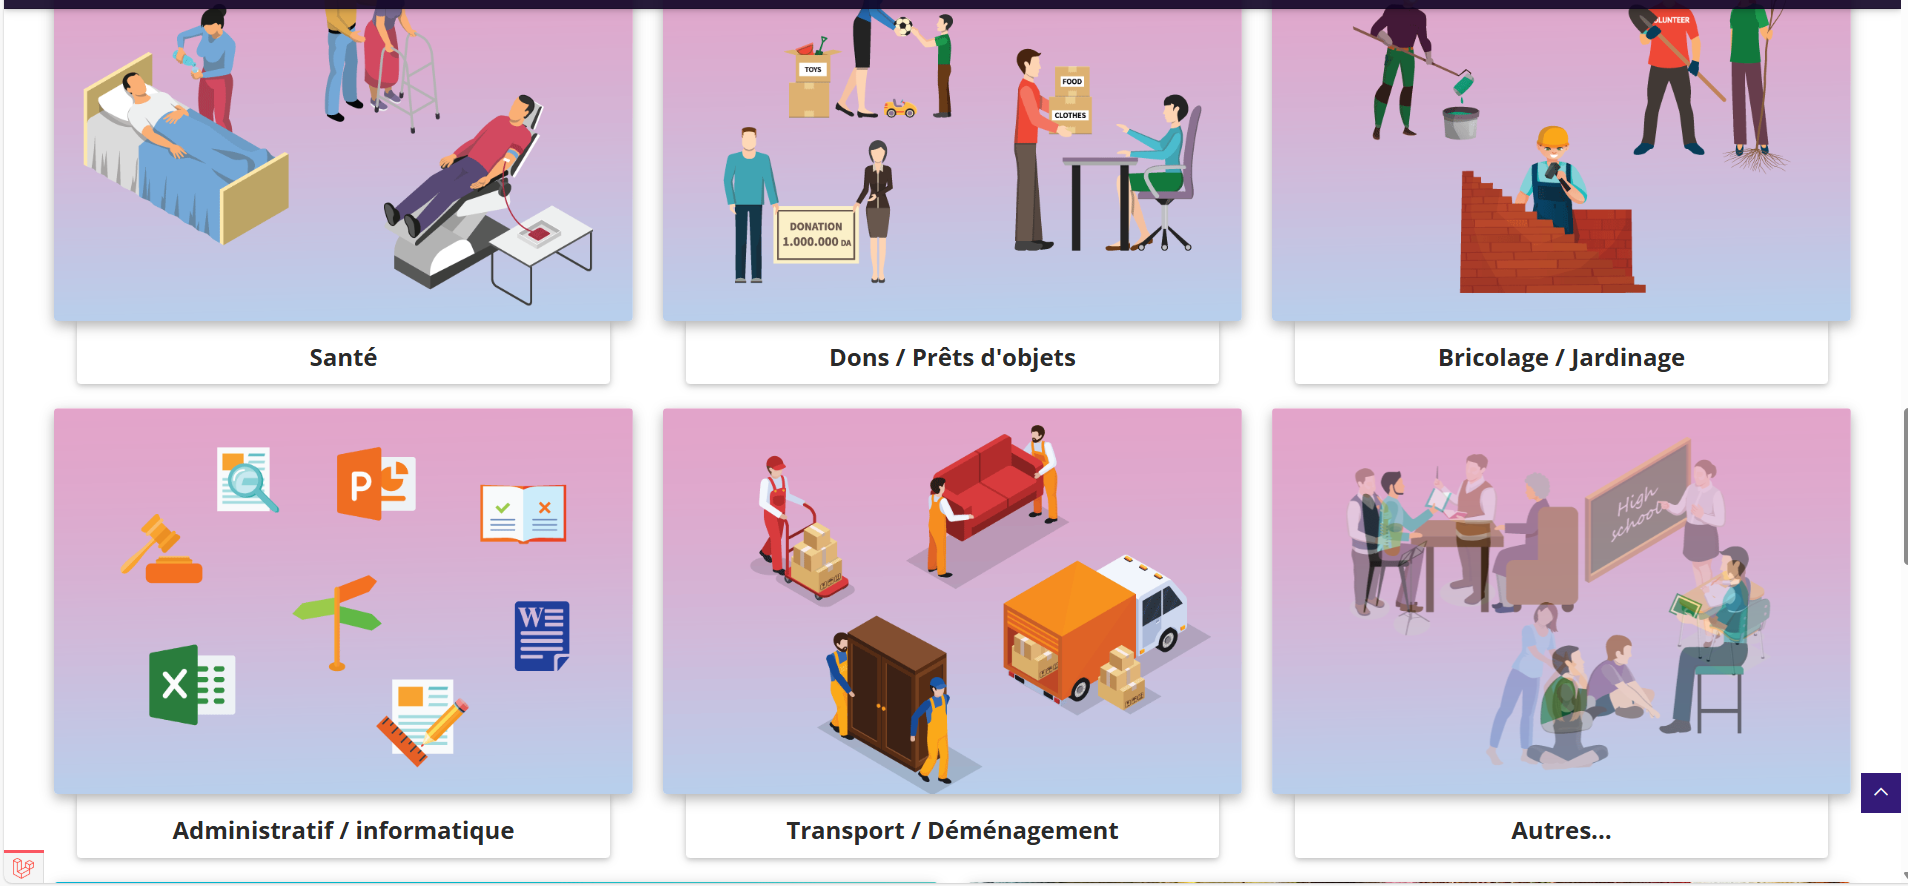 TOYS
FOOD
CLOTHES
DONATION
1.000.000 DA
VOLUNTEER
Santé
Dons / Prêts d'objets
Bricolage / Jardinage
P
W
X
High
school
Administratif / informatique
Transport / Déménagement
Autres...